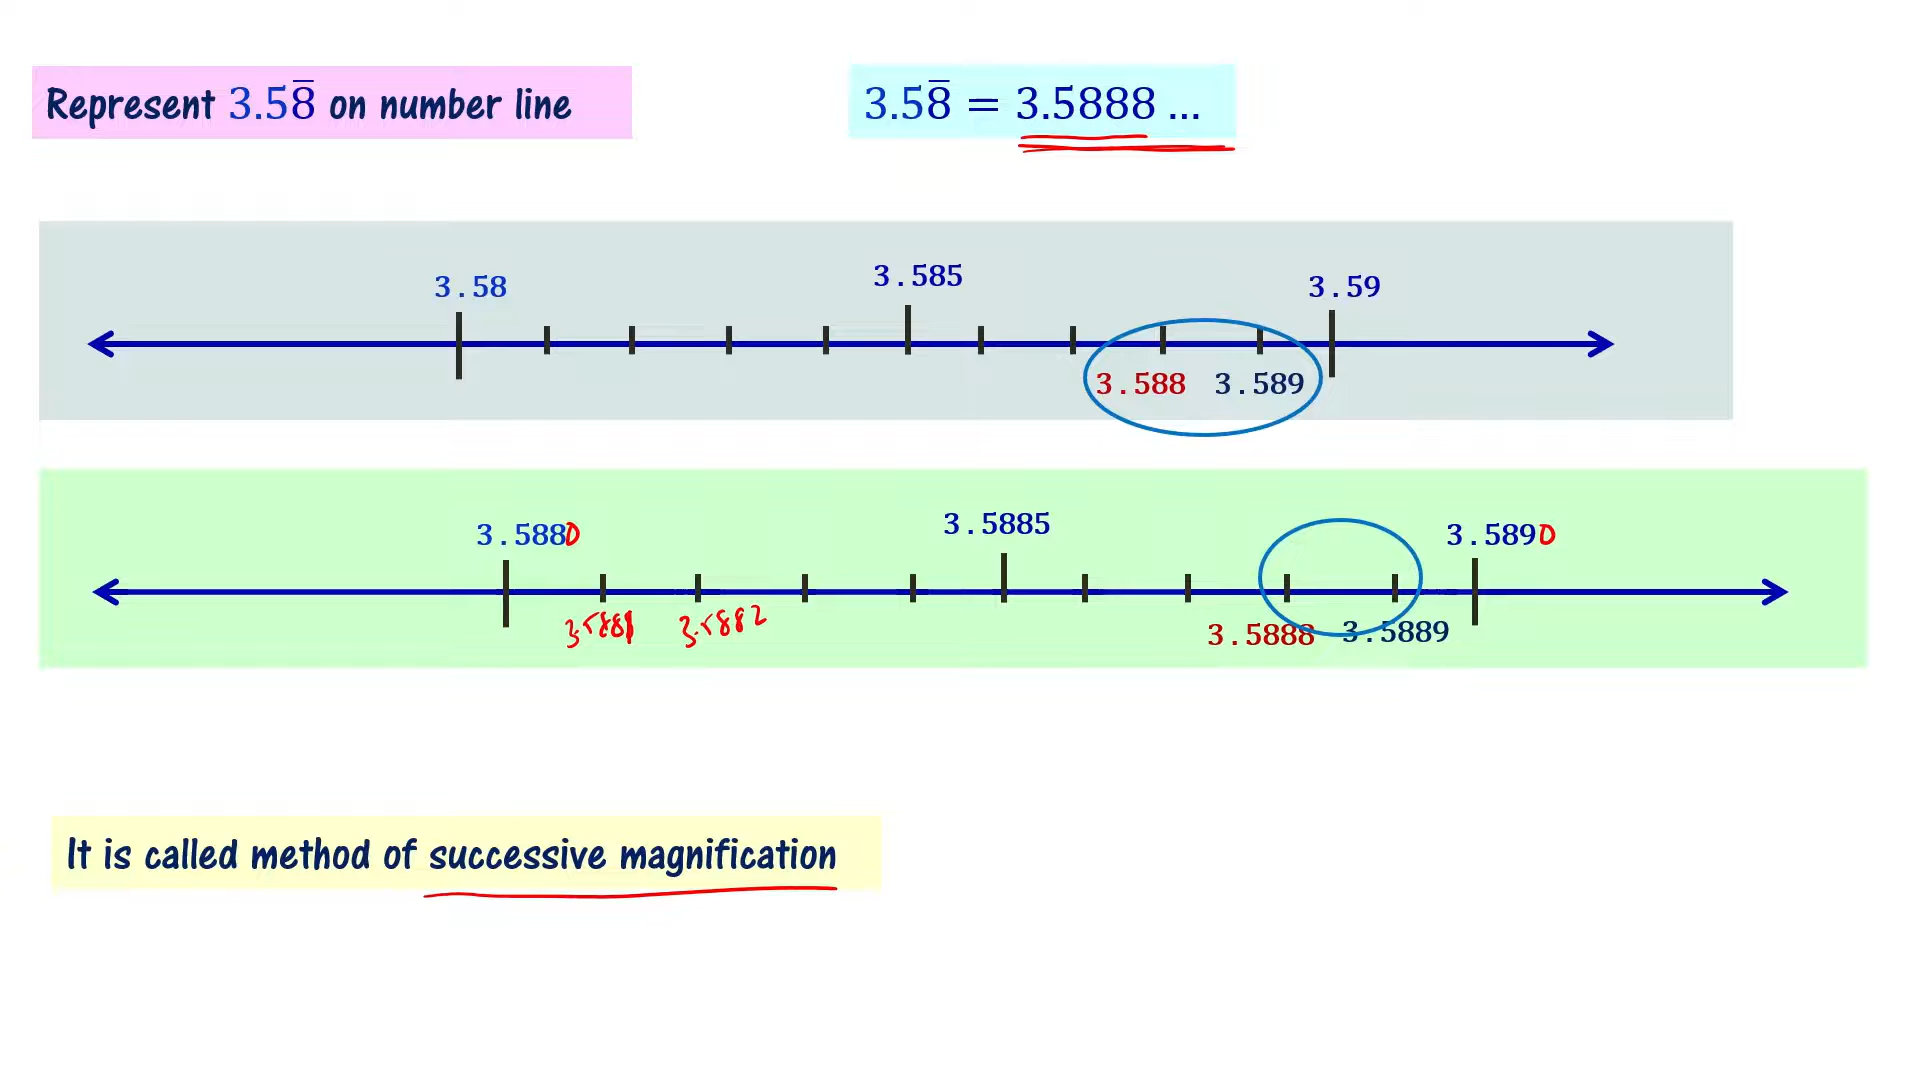 Represent 3.58̅ on number line
3.58̅ = 3.5888 ...
3.58 3.585 3.59
3.588 3.589
3.5880 3.5885 3.5890
3.5881 3.5882 3.5888 3.5889
It is called method of successive magnification